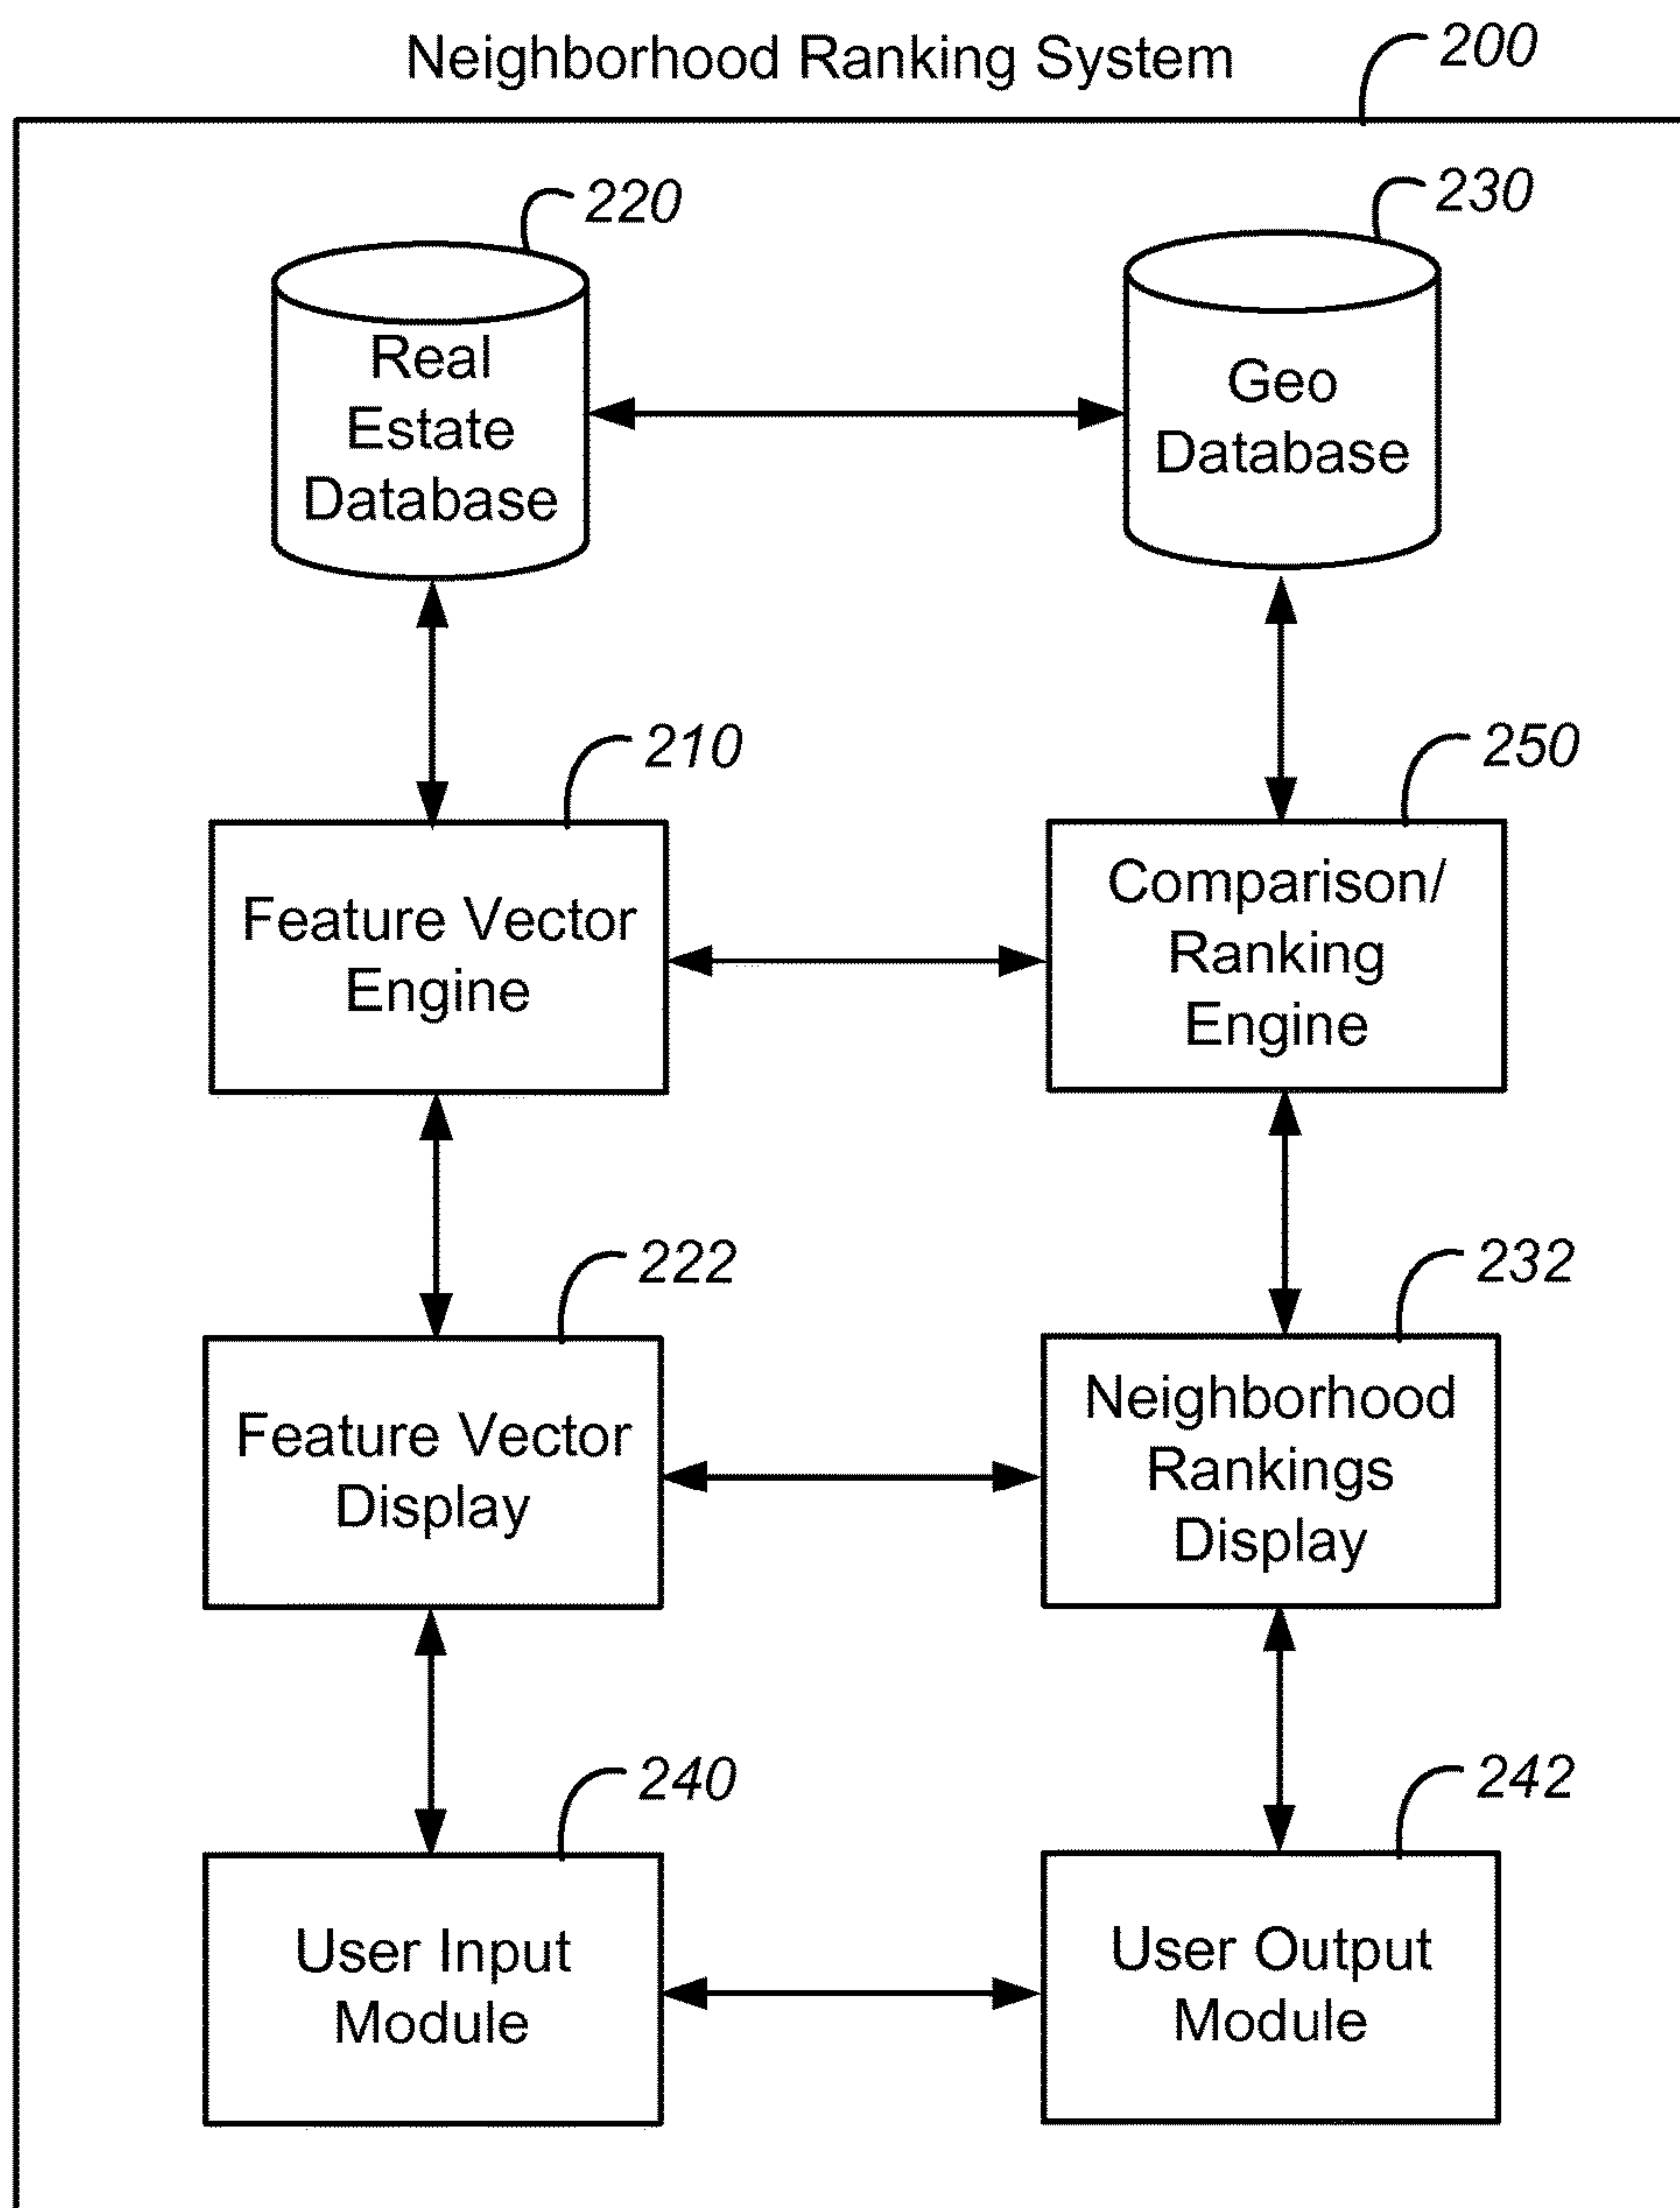 Neighborhood Ranking System
200
220
230
Real
Estate
Database
Geo
Database
210
250
Feature Vector
Engine
Comparison/
Ranking
Engine
222
232
Feature Vector
Display
Neighborhood
Rankings
Display
240
242
User Input
Module
User Output
Module